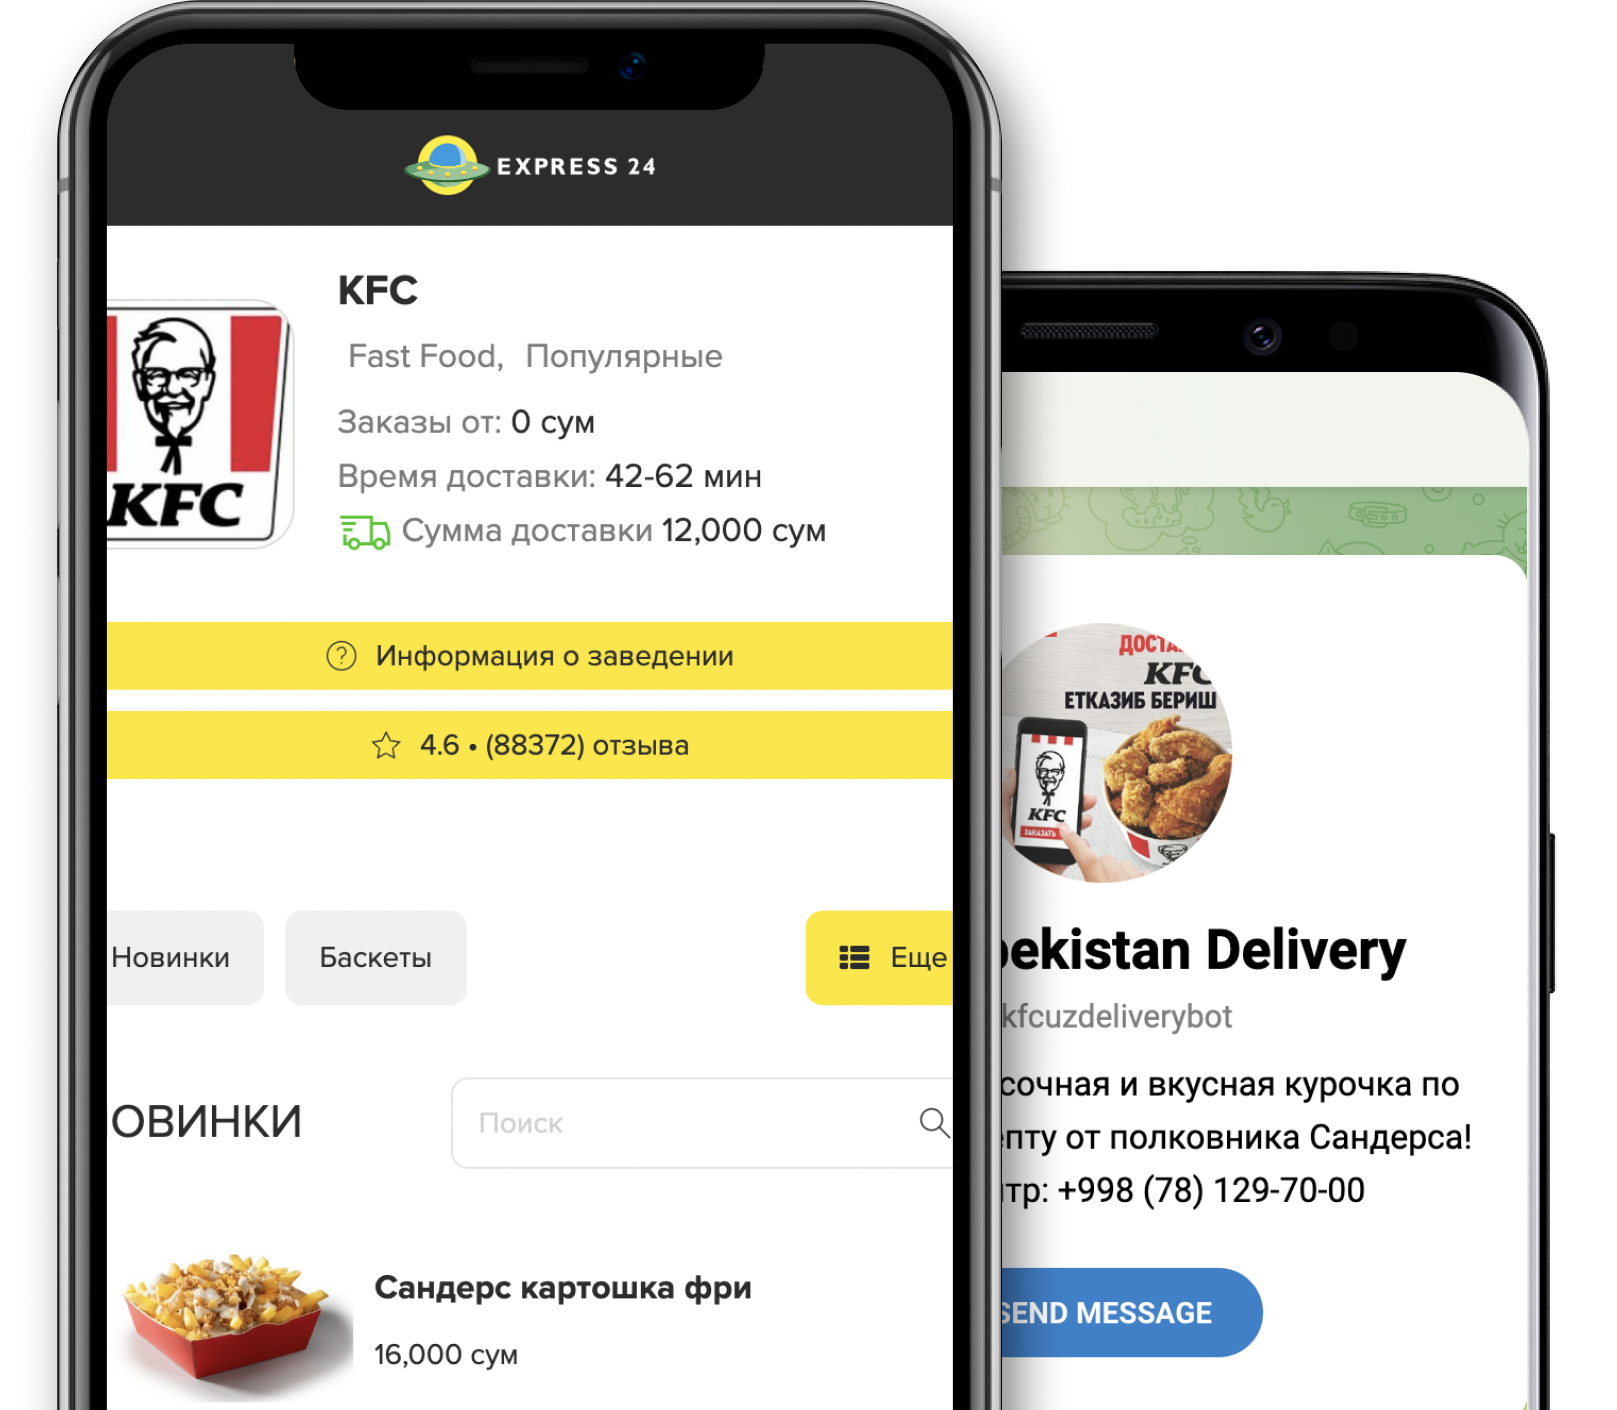 EXPRESS 24
KFC
Fast Food, Популярные
Заказы от: 0 сум
Время доставки: 42-62 мин
Сумма доставки 12,000 сум
KFC
Информация о заведении
4.6 • (88372) отзыва
Новинки
Баскеты
Еще
ОВИНКИ
Поиск
Сандерс картошка фри
16,000 сум
ДОСТА
KFC
ЕТКАЗИБ БЕРИШ
KFC
ЗАКАЗАТЬ
bekistan Delivery
kfcuzdeliverybot
сочная и вкусная курочка по
епту от полковника Сандерса!
нтр: +998 (78) 129-70-00
SEND MESSAGE